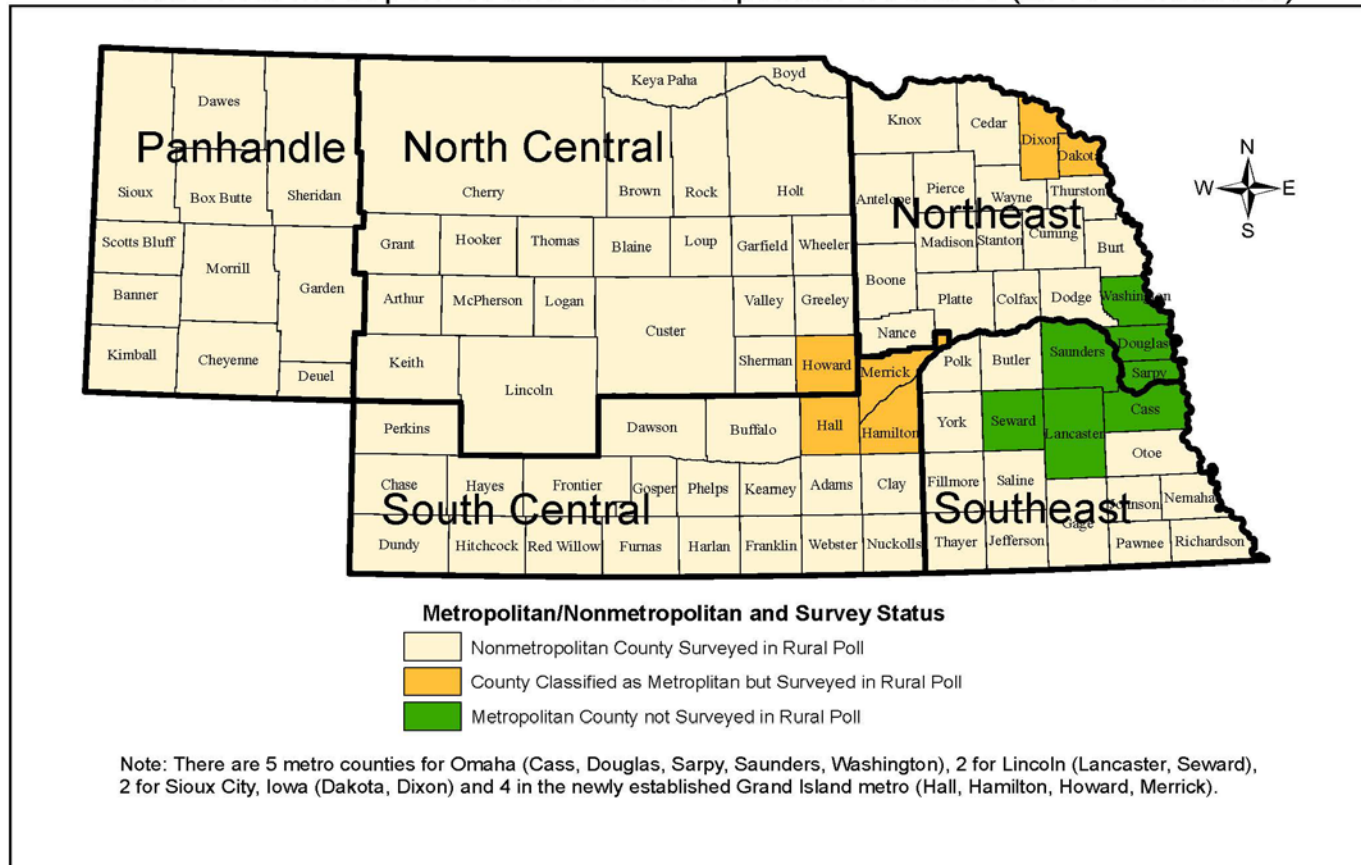 Keya Paha
Boyd
Dawes
Knox
Cedar
Dixon
Dakota
Panhandle
North Central
Sioux
Box Butte
Sheridan
Cherry
Brown
Rock
Holt
Antelope
Pierce
Wayne
Thurston
Northeast
N
W
E
S
Scotts Bluff
Morrill
Garden
Grant
Hooker
Thomas
Blaine
Loup
Garfield
Wheeler
Madison
Stanton
Cuming
Burt
Banner
Arthur
McPherson
Logan
Custer
Valley
Greeley
Boone
Platte
Colfax
Dodge
Washington
Kimball
Cheyenne
Deuel
Keith
Lincoln
Sherman
Howard
Nance
Merrick
Polk
Butler
Saunders
Douglas
Sarpy
Perkins
Dawson
Buffalo
Hall
Hamilton
York
Seward
Lancaster
Cass
Otoe
Chase
Hayes
Frontier
Gosper
Phelps
Kearney
Adams
Clay
Fillmore
Saline
Johnson
Nemaha
South Central
Southeast
Gage
Dundy
Hitchcock
Red Willow
Furnas
Harlan
Franklin
Webster
Nuckolls
Thayer
Jefferson
Pawnee
Richardson
Metropolitan/Nonmetropolitan and Survey Status
Nonmetropolitan County Surveyed in Rural Poll
County Classified as Metroplitan but Surveyed in Rural Poll
Metropolitan County not Surveyed in Rural Poll
Note: There are 5 metro counties for Omaha (Cass, Douglas, Sarpy, Saunders, Washington), 2 for Lincoln (Lancaster, Seward),
2 for Sioux City, Iowa (Dakota, Dixon) and 4 in the newly established Grand Island metro (Hall, Hamilton, Howard, Merrick).